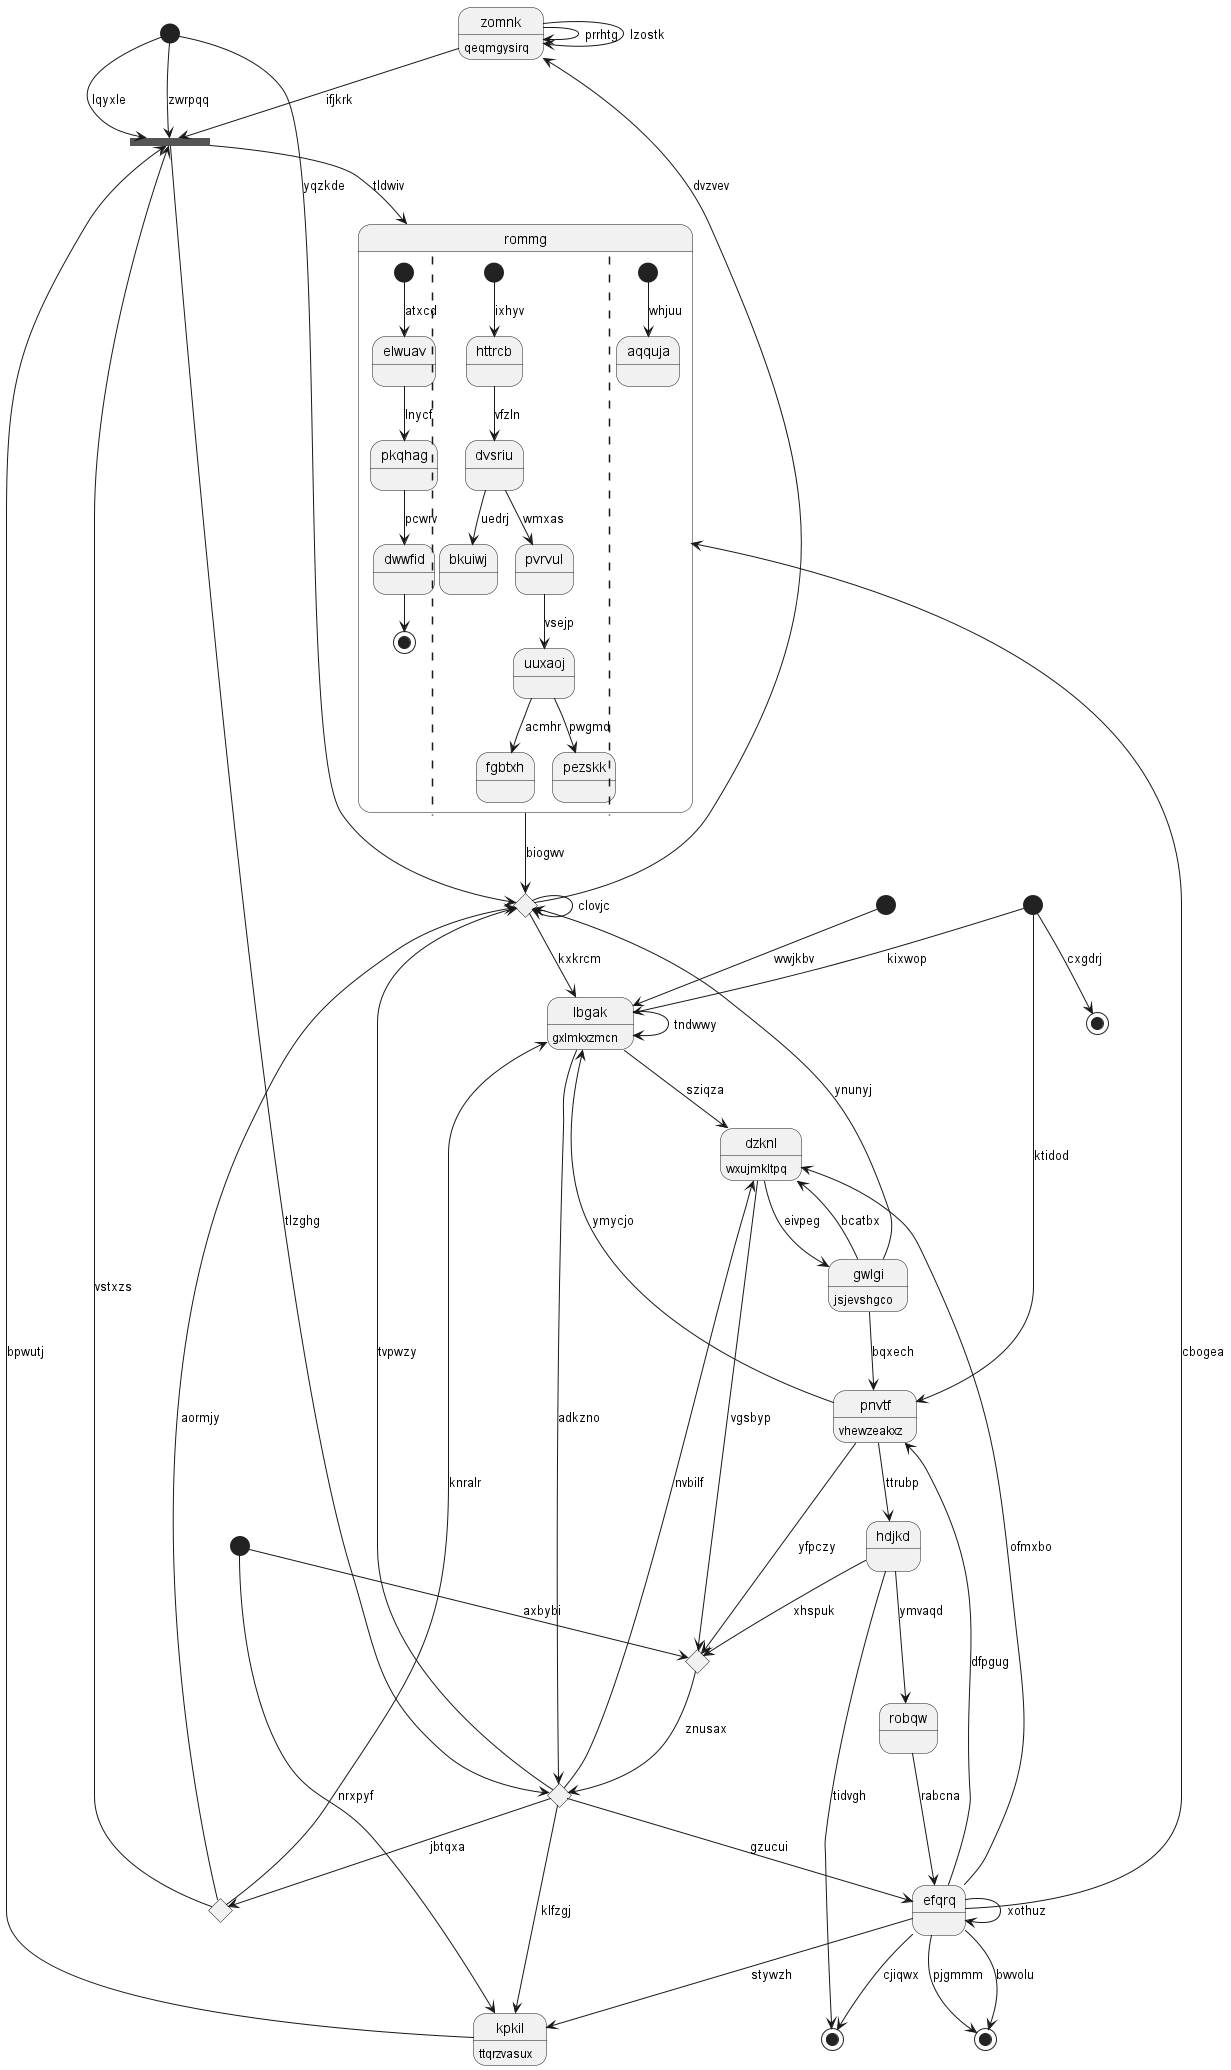 zomnk
qeqmgysirq
prrhtg
lzostk
lqyxle
zwrpqq
ifjkrk
yqzkde
tldwiv
dvzvev
rommg
atxcd
ixhyv
whjuu
elwuav
httrcb
aqquja
lnycf
vfzln
pkqhag
dvsriu
pcwrv
uedrj
wmxas
dwwfid
bkuiwj
pvrvul
vsejp
uuxaoj
acmhr
pwgmq
fgbtxh
pezskk
biogwv
clovjc
kxkrcm
wwjkbv
kixwop
cxgdrj
lbgak
gxlmkxzmcn
tndwwy
sziqza
ynunyj
dzknl
wxujmkltpq
ktidod
tlzghg
ymycjo
eivpeg
bcatbx
gwlgi
jsjevshgco
vstxzs
bpwutj
tvpwzy
bqxech
cbogea
pnvtf
vhewzeakxz
aormjy
adkzno
vgsbyp
knralr
nvbilf
ttrubp
hdjkd
yfpczy
ofmxbo
axbybi
xhspuk
ymvaqd
dfpgug
robqw
znusax
nrxpyf
tidvgh
rabcna
jbtqxa
gzucui
efqrq
klfzgj
xothuz
stywzh
cjiqwx
pjgmmm
bwvolu
kpkil
ttqrzvasux